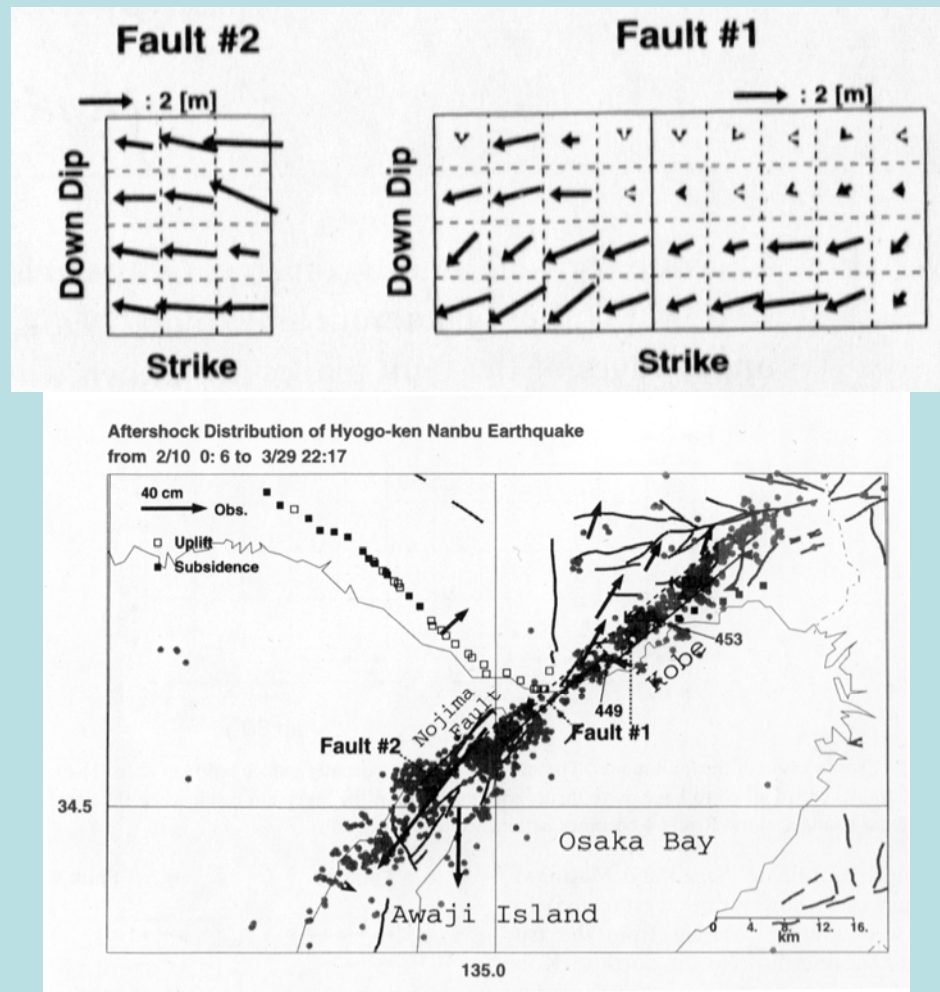 Fault #2
Fault #1
: 2 [m]
: 2 [m]
Down Dip
Down Dip
Strike
Strike
Aftershock Distribution of Hyogo-ken Nanbu Earthquake
from 2/10 0: 6 to 3/29 22:17
40 cm
Obs.
Uplift
Subsidence
453
Kobe
449
Nojima
Fault
Fault #1
Fault #2
34.5
Osaka Bay
Awaji Island
0 4. 8. 12. 16.
km
135.0